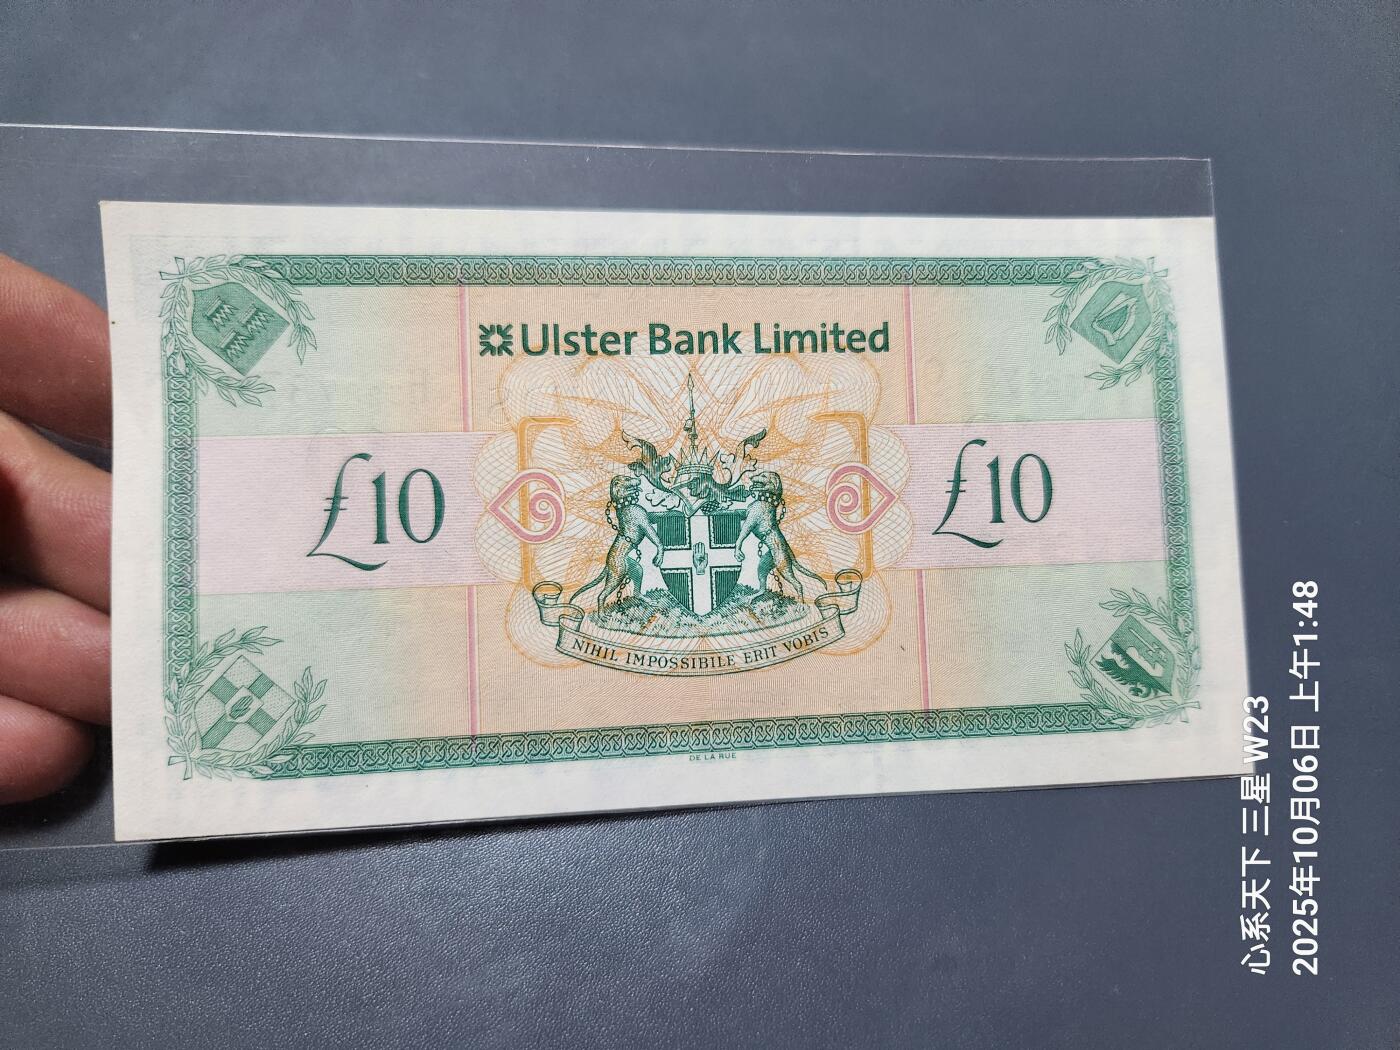 Ulster Bank Limited
£10
£10
NIHIL IMPOSSIBILE ERIT VOBIS
DE LA RUE
心系天下 三星 W23
2025年10月06日 上午1:48